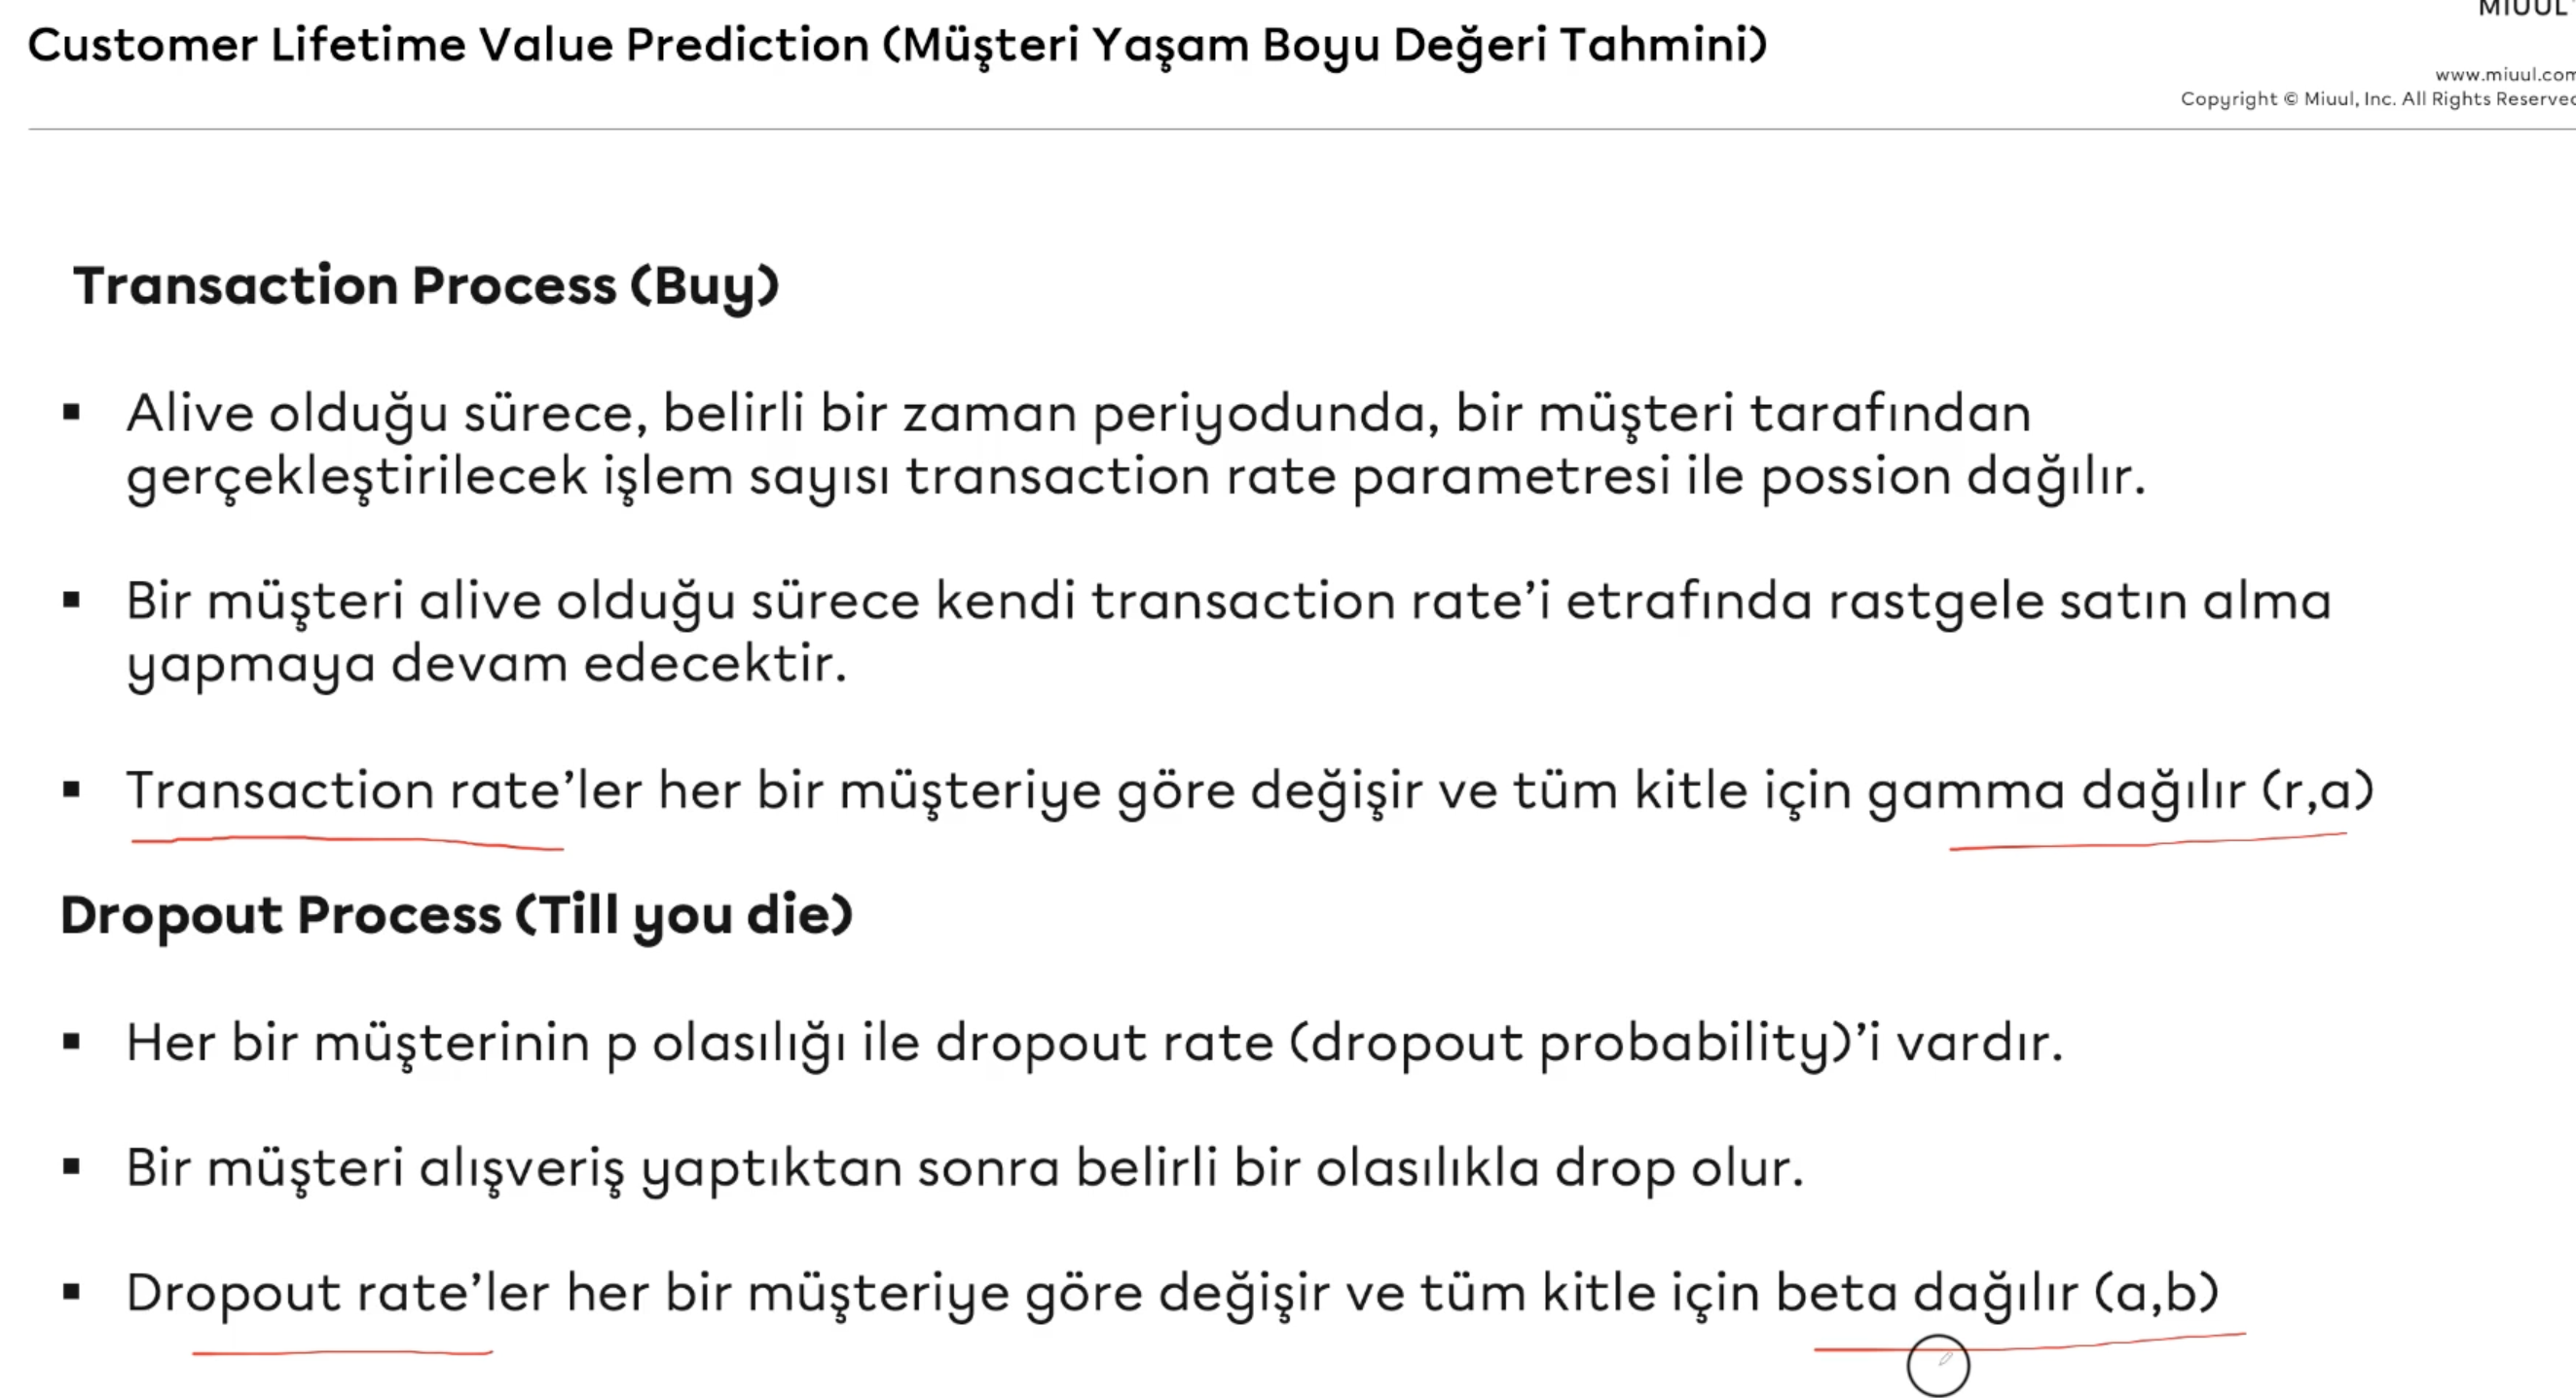 MIUUL
Customer Lifetime Value Prediction (Müşteri Yaşam Boyu Değeri Tahmini)
www.miuul.com
Copyright © Miuul, Inc. All Rights Reserved
Transaction Process (Buy)
▪ Alive olduğu sürece, belirli bir zaman periyodunda, bir müşteri tarafından
gerçekleştirilecek işlem sayısı transaction rate parametresi ile possion dağılır.
▪ Bir müşteri alive olduğu sürece kendi transaction rate’i etrafında rastgele satın alma
yapmaya devam edecektir.
▪ Transaction rate’ler her bir müşteriye göre değişir ve tüm kitle için gamma dağılır (r,a)
Dropout Process (Till you die)
▪ Her bir müşterinin p olasılığı ile dropout rate (dropout probability)’i vardır.
▪ Bir müşteri alışveriş yaptıktan sonra belirli bir olasılıkla drop olur.
▪ Dropout rate’ler her bir müşteriye göre değişir ve tüm kitle için beta dağılır (a,b)